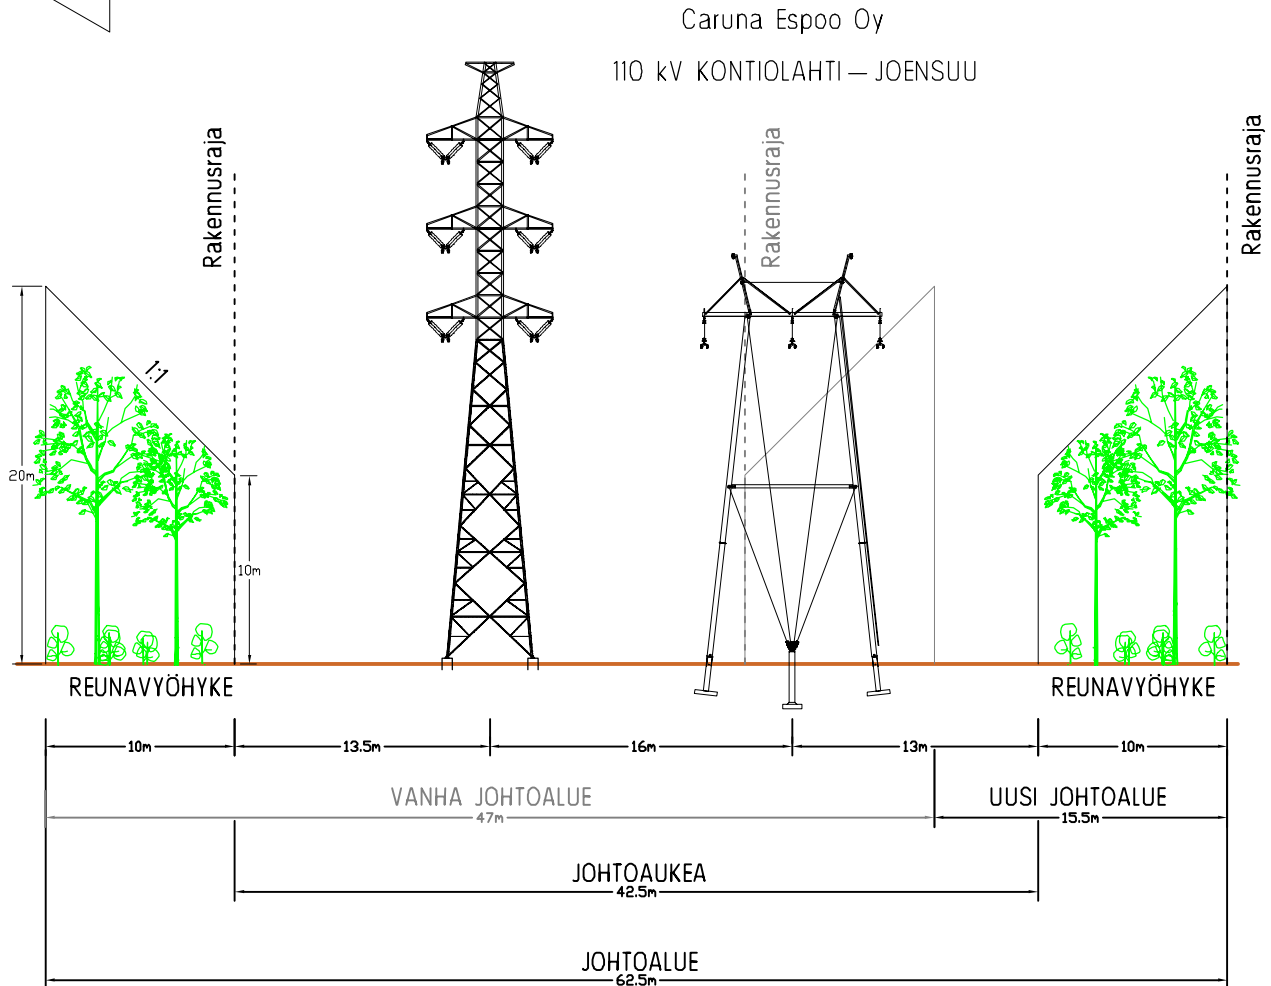 Caruna Espoo Oy
110 kV KONTIOLAHTI – JOENSUU
Rakennusraja
Rakennusraja
Rakennusraja
1:1
20m
10m
REUNAVYÖHYKE
REUNAVYÖHYKE
10m
13.5m
16m
13m
10m
VANHA JOHTOALUE
47m
UUSI JOHTOALUE
15.5m
JOHTOAUKEA
42.5m
JOHTOALUE
62.5m